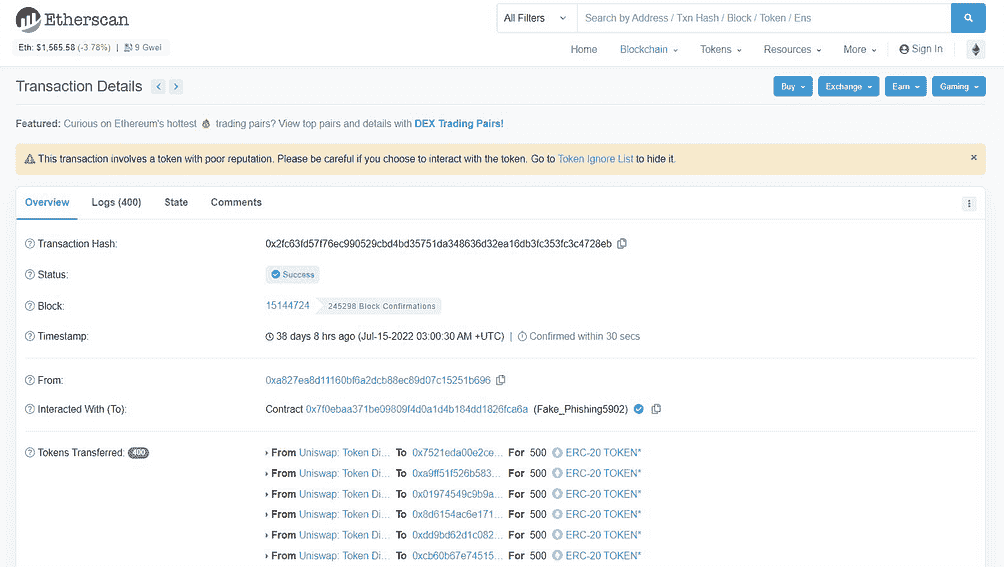 Etherscan
All Filters Search by Address / Txn Hash / Block / Token / Ens
Eth: $1,565.58 (-3.78%) | 9 Gwei
Home Blockchain Tokens Resources More Sign In
Transaction Details < >
Buy Exchange Earn Gaming
Featured: Curious on Ethereum's hottest trading pairs? View top pairs and details with DEX Trading Pairs!
This transaction involves a token with poor reputation. Please be careful if you choose to interact with the token. Go to Token Ignore List to hide it. ×
Overview Logs (400) State Comments
Transaction Hash: 0x2fc63fd57f76ec990529cbd4bd35751da348636d32ea16db3fc353fc3c4728eb
Status: Success
Block: 15144724 245298 Block Confirmations
Timestamp: 38 days 8 hrs ago (Jul-15-2022 03:00:30 AM +UTC) | Confirmed within 30 secs
From: 0xa827ea8d11160bf6a2dcb88ec89d07c15251b696
Interacted With (To): Contract 0x7f0ebaa371be09809f4d0a1d4b184dd1826fca6a (Fake_Phishing5902)
Tokens Transferred: 400
From Uniswap: Token Di... To 0x7521eda00e2ce... For 500 ERC-20 TOKEN*
From Uniswap: Token Di... To 0xa9ff51f526b583... For 500 ERC-20 TOKEN*
From Uniswap: Token Di... To 0x01974549c9b9a... For 500 ERC-20 TOKEN*
From Uniswap: Token Di... To 0x8d6154ac6e171... For 500 ERC-20 TOKEN*
From Uniswap: Token Di... To 0xdd9bd62d1c082... For 500 ERC-20 TOKEN*
From Uniswap: Token Di... To 0xcb60b67e74515... For 500 ERC-20 TOKEN*